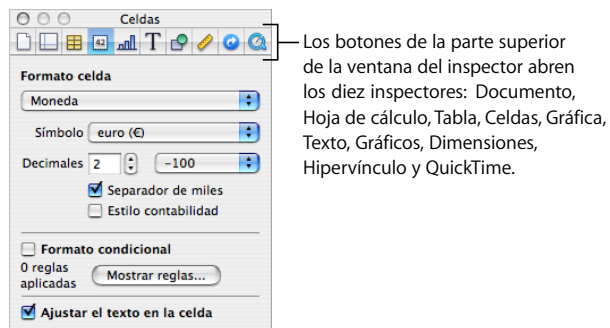 Celdas
42
T
Formato celda
Moneda
Símbolo euro (€)
Decimales 2 -100
Separador de miles
Estilo contabilidad
Formato condicional
0 reglas
aplicadas
Mostrar reglas...
Ajustar el texto en la celda
Los botones de la parte superior
de la ventana del inspector abren
los diez inspectores: Documento,
Hoja de cálculo, Tabla, Celdas, Gráfica,
Texto, Gráficos, Dimensiones,
Hipervínculo y QuickTime.